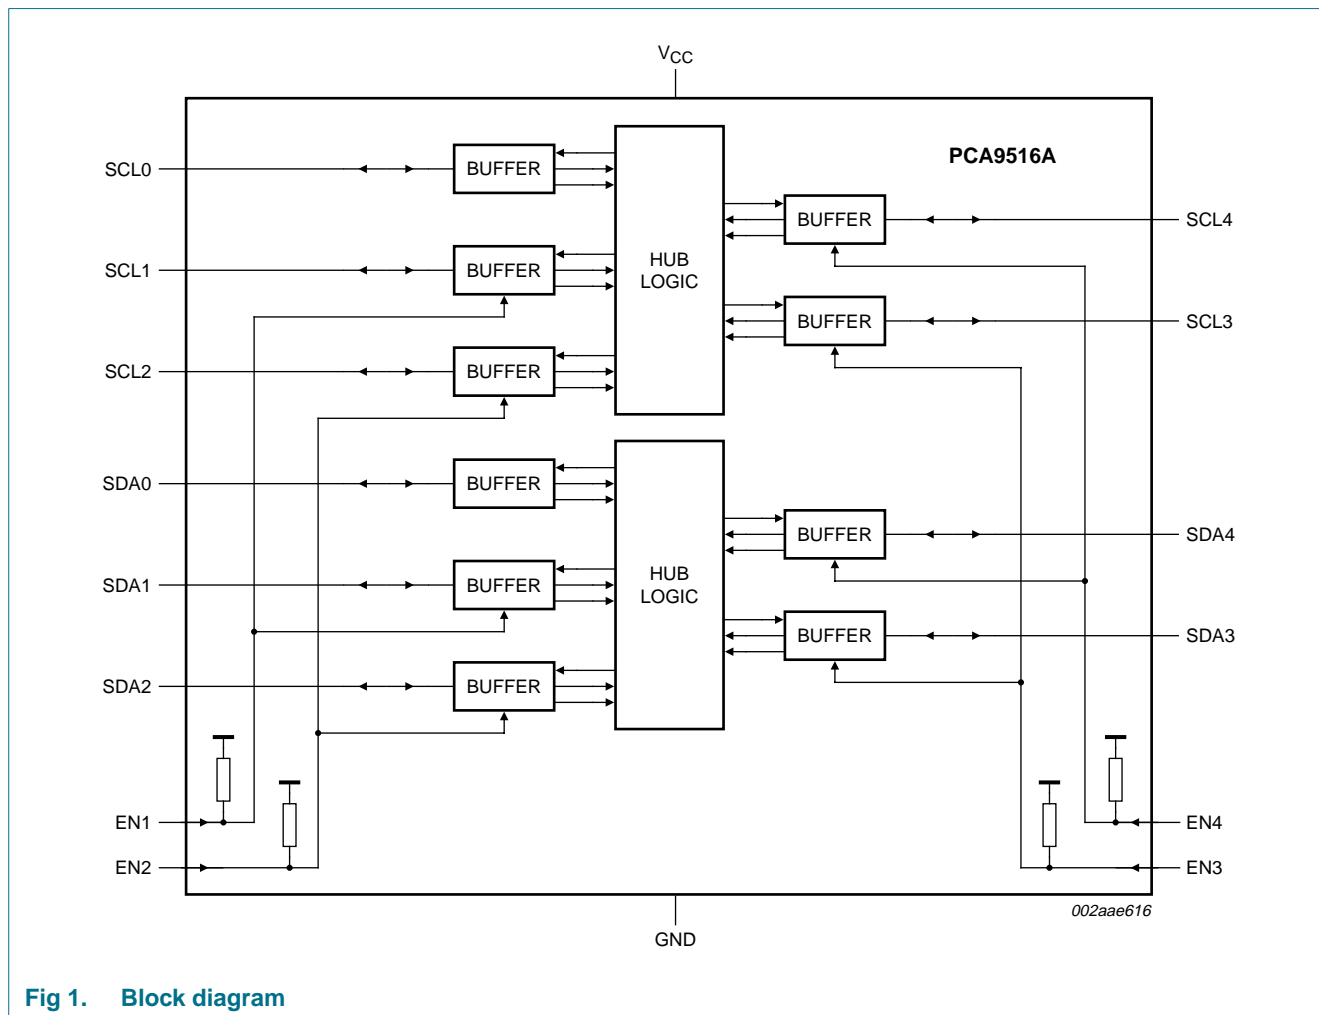 VCC
PCA9516A
SCL0
BUFFER
SCL1
BUFFER
SCL2
BUFFER
HUB
LOGIC
BUFFER
SCL4
BUFFER
SCL3
SDA0
BUFFER
SDA1
BUFFER
SDA2
BUFFER
HUB
LOGIC
BUFFER
SDA4
BUFFER
SDA3
EN1
EN2
EN4
EN3
002aae616
GND
Fig 1. Block diagram